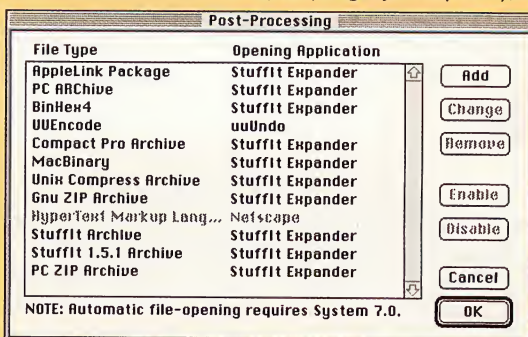 Post-Processing
File Type Opening Application
AppleLink Package StuffIt Expander
PC ARChive StuffIt Expander
BinHex4 StuffIt Expander
UUEncode uuUndo
Compact Pro Archive StuffIt Expander
MacBinary StuffIt Expander
Unix Compress Archive StuffIt Expander
Gnu ZIP Archive StuffIt Expander
HyperText Markup Lang... Netscape
StuffIt Archive StuffIt Expander
StuffIt 1.5.1 Archive StuffIt Expander
PC ZIP Archive StuffIt Expander
NOTE: Automatic file-opening requires System 7.0.
Add
Change
Remove
Enable
Disable
Cancel
OK